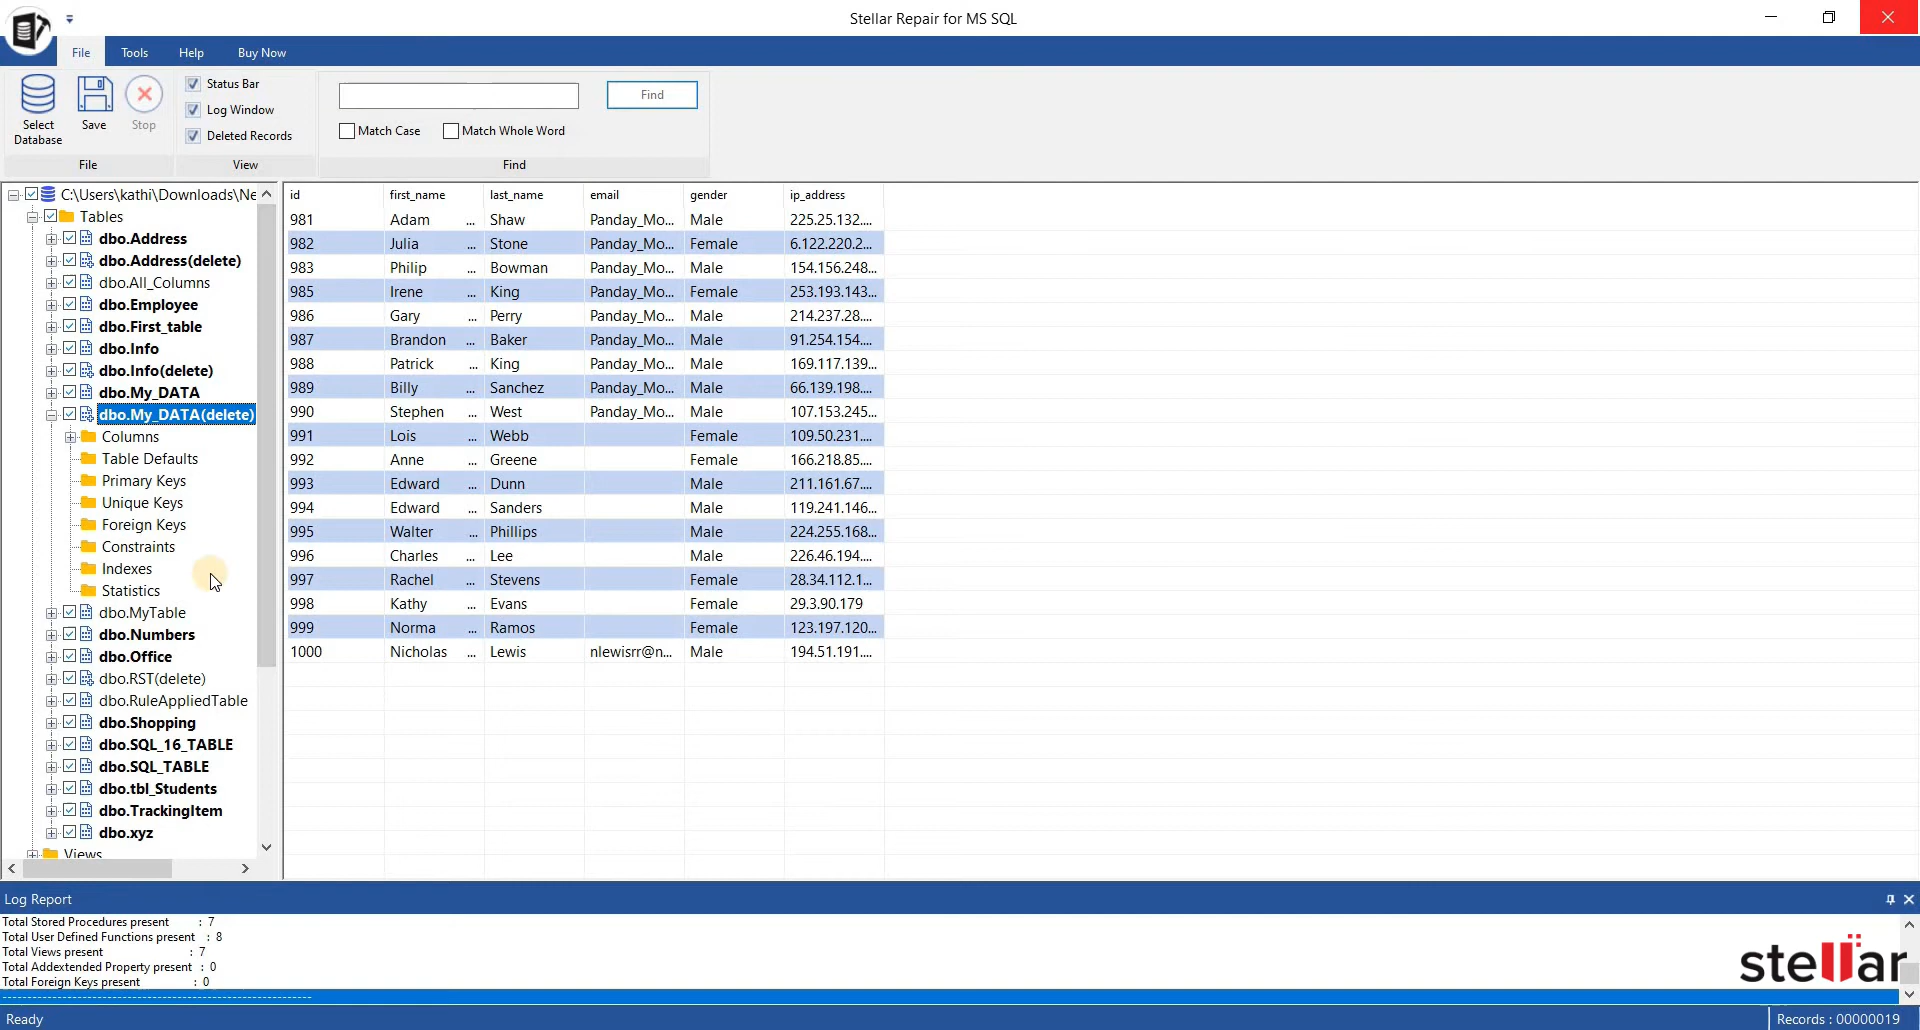 Stellar Repair for MS SQL
File Tools Help Buy Now
Select Database Save Stop
Status Bar
Log Window
Deleted Records
Find
Match Case Match Whole Word
File View Find
C:\Users\kathi\Downloads\Ne
Tables
dbo.Address
dbo.Address(delete)
dbo.All_Columns
dbo.Employee
dbo.First_table
dbo.Info
dbo.Info(delete)
dbo.My_DATA
dbo.My_DATA(delete)
Columns
Table Defaults
Primary Keys
Unique Keys
Foreign Keys
Constraints
Indexes
Statistics
dbo.MyTable
dbo.Numbers
dbo.Office
dbo.RST(delete)
dbo.RuleAppliedTable
dbo.Shopping
dbo.SQL_16_TABLE
dbo.SQL_TABLE
dbo.tbl_Students
dbo.TrackingItem
dbo.xyz
Views
id first_name last_name email gender ip_address
981 Adam ... Shaw Panday_Mo... Male 225.25.132....
982 Julia ... Stone Panday_Mo... Female 6.122.220.2...
983 Philip ... Bowman Panday_Mo... Male 154.156.248...
985 Irene ... King Panday_Mo... Female 253.193.143...
986 Gary ... Perry Panday_Mo... Male 214.237.28....
987 Brandon ... Baker Panday_Mo... Male 91.254.154....
988 Patrick ... King Panday_Mo... Male 169.117.139...
989 Billy ... Sanchez Panday_Mo... Male 66.139.198....
990 Stephen ... West Panday_Mo... Male 107.153.245...
991 Lois ... Webb Female 109.50.231....
992 Anne ... Greene Female 166.218.85....
993 Edward ... Dunn Male 211.161.67....
994 Edward ... Sanders Male 119.241.146...
995 Walter ... Phillips Male 224.255.168...
996 Charles ... Lee Male 226.46.194....
997 Rachel ... Stevens Female 28.34.112.1...
998 Kathy ... Evans Female 29.3.90.179
999 Norma ... Ramos Female 123.197.120...
1000 Nicholas ... Lewis nlewisrr@n... Male 194.51.191....
Log Report
Total Stored Procedures present : 7
Total User Defined Functions present : 8
Total Views present : 7
Total Addextended Property present : 0
Total Foreign Keys present : 0
stellar
Ready Records : 00000019